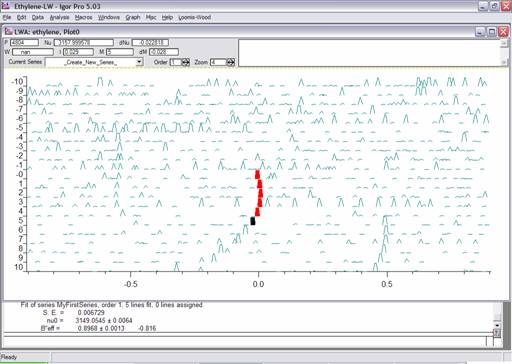 Ethylene-LW - Igor Pro 5.03
File Edit Data Analysis Macros Windows Graph Misc Help Loomis-Wood
LWA: ethylene, Plot0
P 4804 Nu 3157.999578 dNu -0.022818
W nan I 0.029 M 5 dM -0.028
Current Series _Create_New_Series_ Order 1 Zoom 4
-10
-9
-8
-7
-6
-5
-4
-3
-2
-1
-0
1
2
3
4
5
6
7
8
9
10
-0.5 0.0 0.5
Fit of series MyFirstSeries, order 1. 5 lines fit, 0 lines assigned.
S. E. = 0.006729
nu0 = 3149.0545 ± 0.0064
B"eff = 0.8968 ± 0.0013 -0.816
Ready